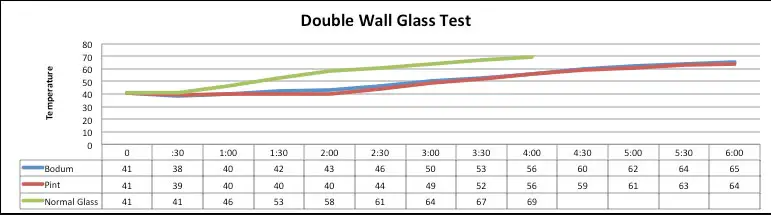 Double Wall Glass Test
Temperature
80
70
60
50
40
30
20
10
0
0 :30 1:00 1:30 2:00 2:30 3:00 3:30 4:00 4:30 5:00 5:30 6:00
Bodum 41 38 40 42 43 46 50 53 56 60 62 64 65
Pint 41 39 40 40 40 44 49 52 56 59 61 63 64
Normal Glass 41 41 46 53 58 61 64 67 69